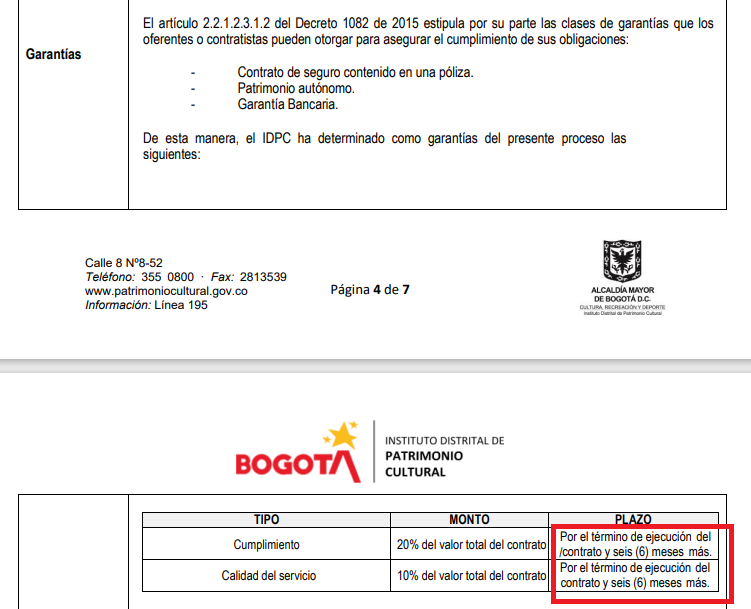 El artículo 2.2.1.2.3.1.2 del Decreto 1082 de 2015 estipula por su parte las clases de garantías que los
oferentes o contratistas pueden otorgar para asegurar el cumplimiento de sus obligaciones:
Garantías
- Contrato de seguro contenido en una póliza.
- Patrimonio autónomo.
- Garantía Bancaria.
De esta manera, el IDPC ha determinado como garantías del presente proceso las
siguientes:
Calle 8 Nº8-52
Teléfono: 355 0800 · Fax: 2813539
www.patrimoniocultural.gov.co
Información: Línea 195
Página 4 de 7
ALCALDÍA MAYOR
DE BOGOTÁ D.C.
CULTURA, RECREACIÓN Y DEPORTE
Instituto Distrital de Patrimonio Cultural
BOGOTÁ
INSTITUTO DISTRITAL DE
PATRIMONIO
CULTURAL
TIPO MONTO PLAZO
Cumplimiento 20% del valor total del contrato Por el término de ejecución del
/contrato y seis (6) meses más.
Calidad del servicio 10% del valor total del contrato Por el término de ejecución del
contrato y seis (6) meses más.